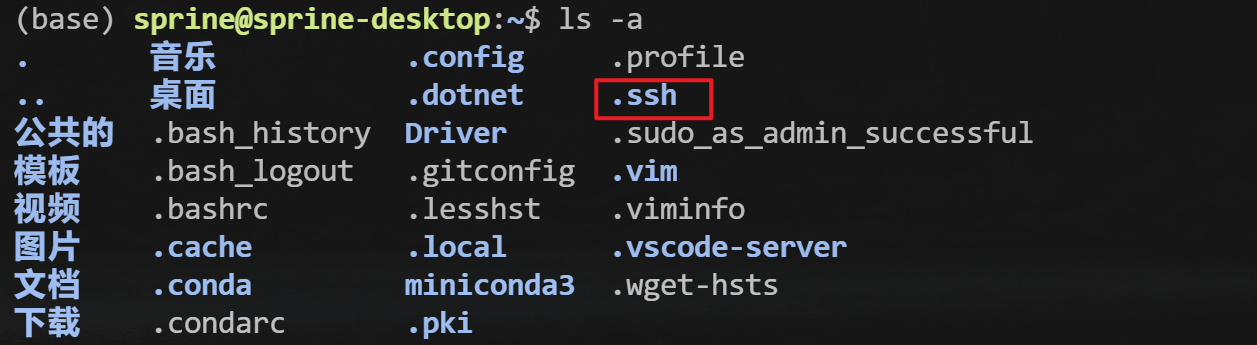 (base) sprine@sprine-desktop:~$ ls -a
. 音乐 .config .profile
.. 桌面 .dotnet .ssh
公共的 .bash_history Driver .sudo_as_admin_successful
模板 .bash_logout .gitconfig .vim
视频 .bashrc .lesshst .viminfo
图片 .cache .local .vscode-server
文档 .conda miniconda3 .wget-hsts
下载 .condarc .pki